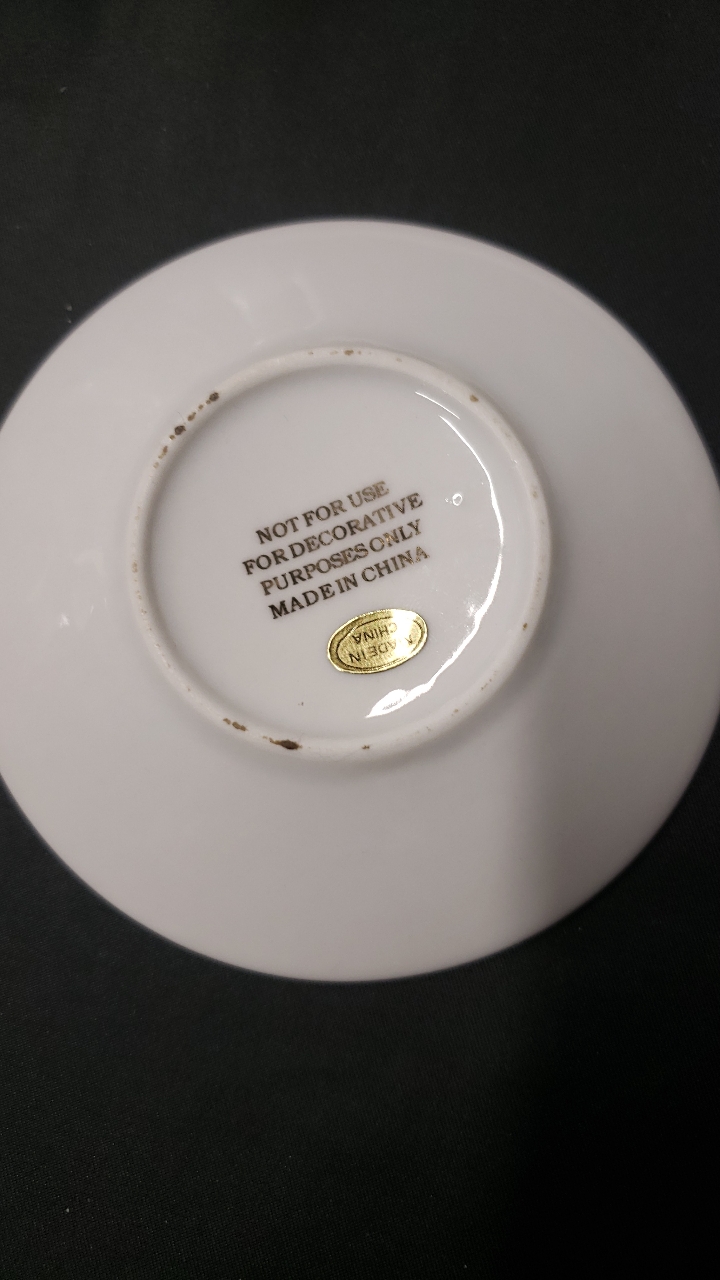 NOT FOR USE
FOR DECORATIVE
PURPOSES ONLY
MADE IN CHINA
MADE IN
CHINA